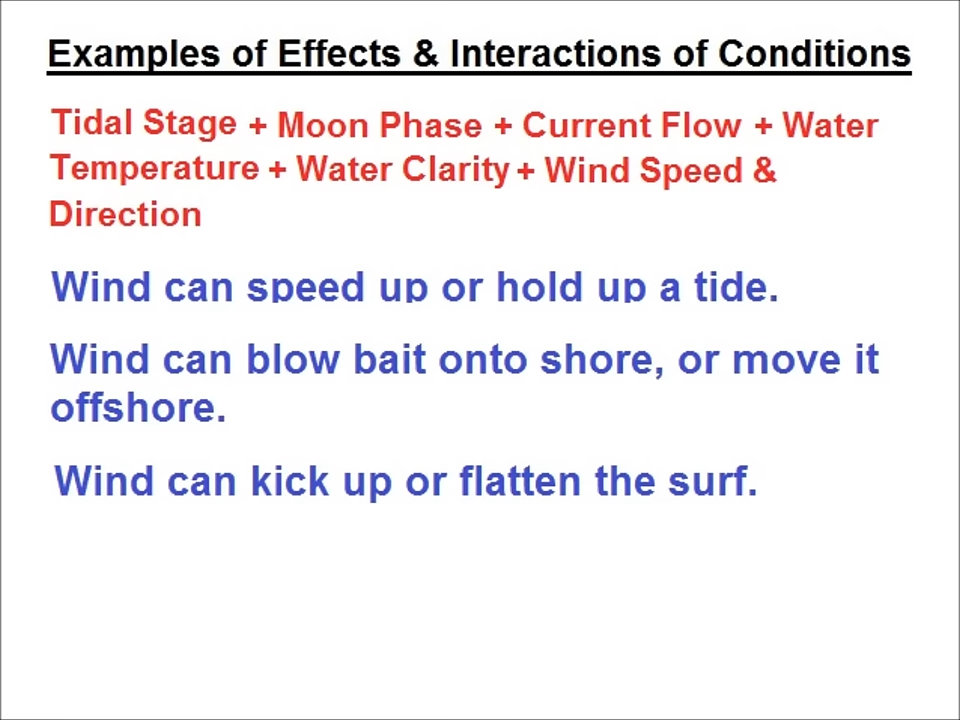 Examples of Effects & Interactions of Conditions
Tidal Stage + Moon Phase + Current Flow + Water
Temperature + Water Clarity + Wind Speed &
Direction
Wind can speed up or hold up a tide.
Wind can blow bait onto shore, or move it
offshore.
Wind can kick up or flatten the surf.